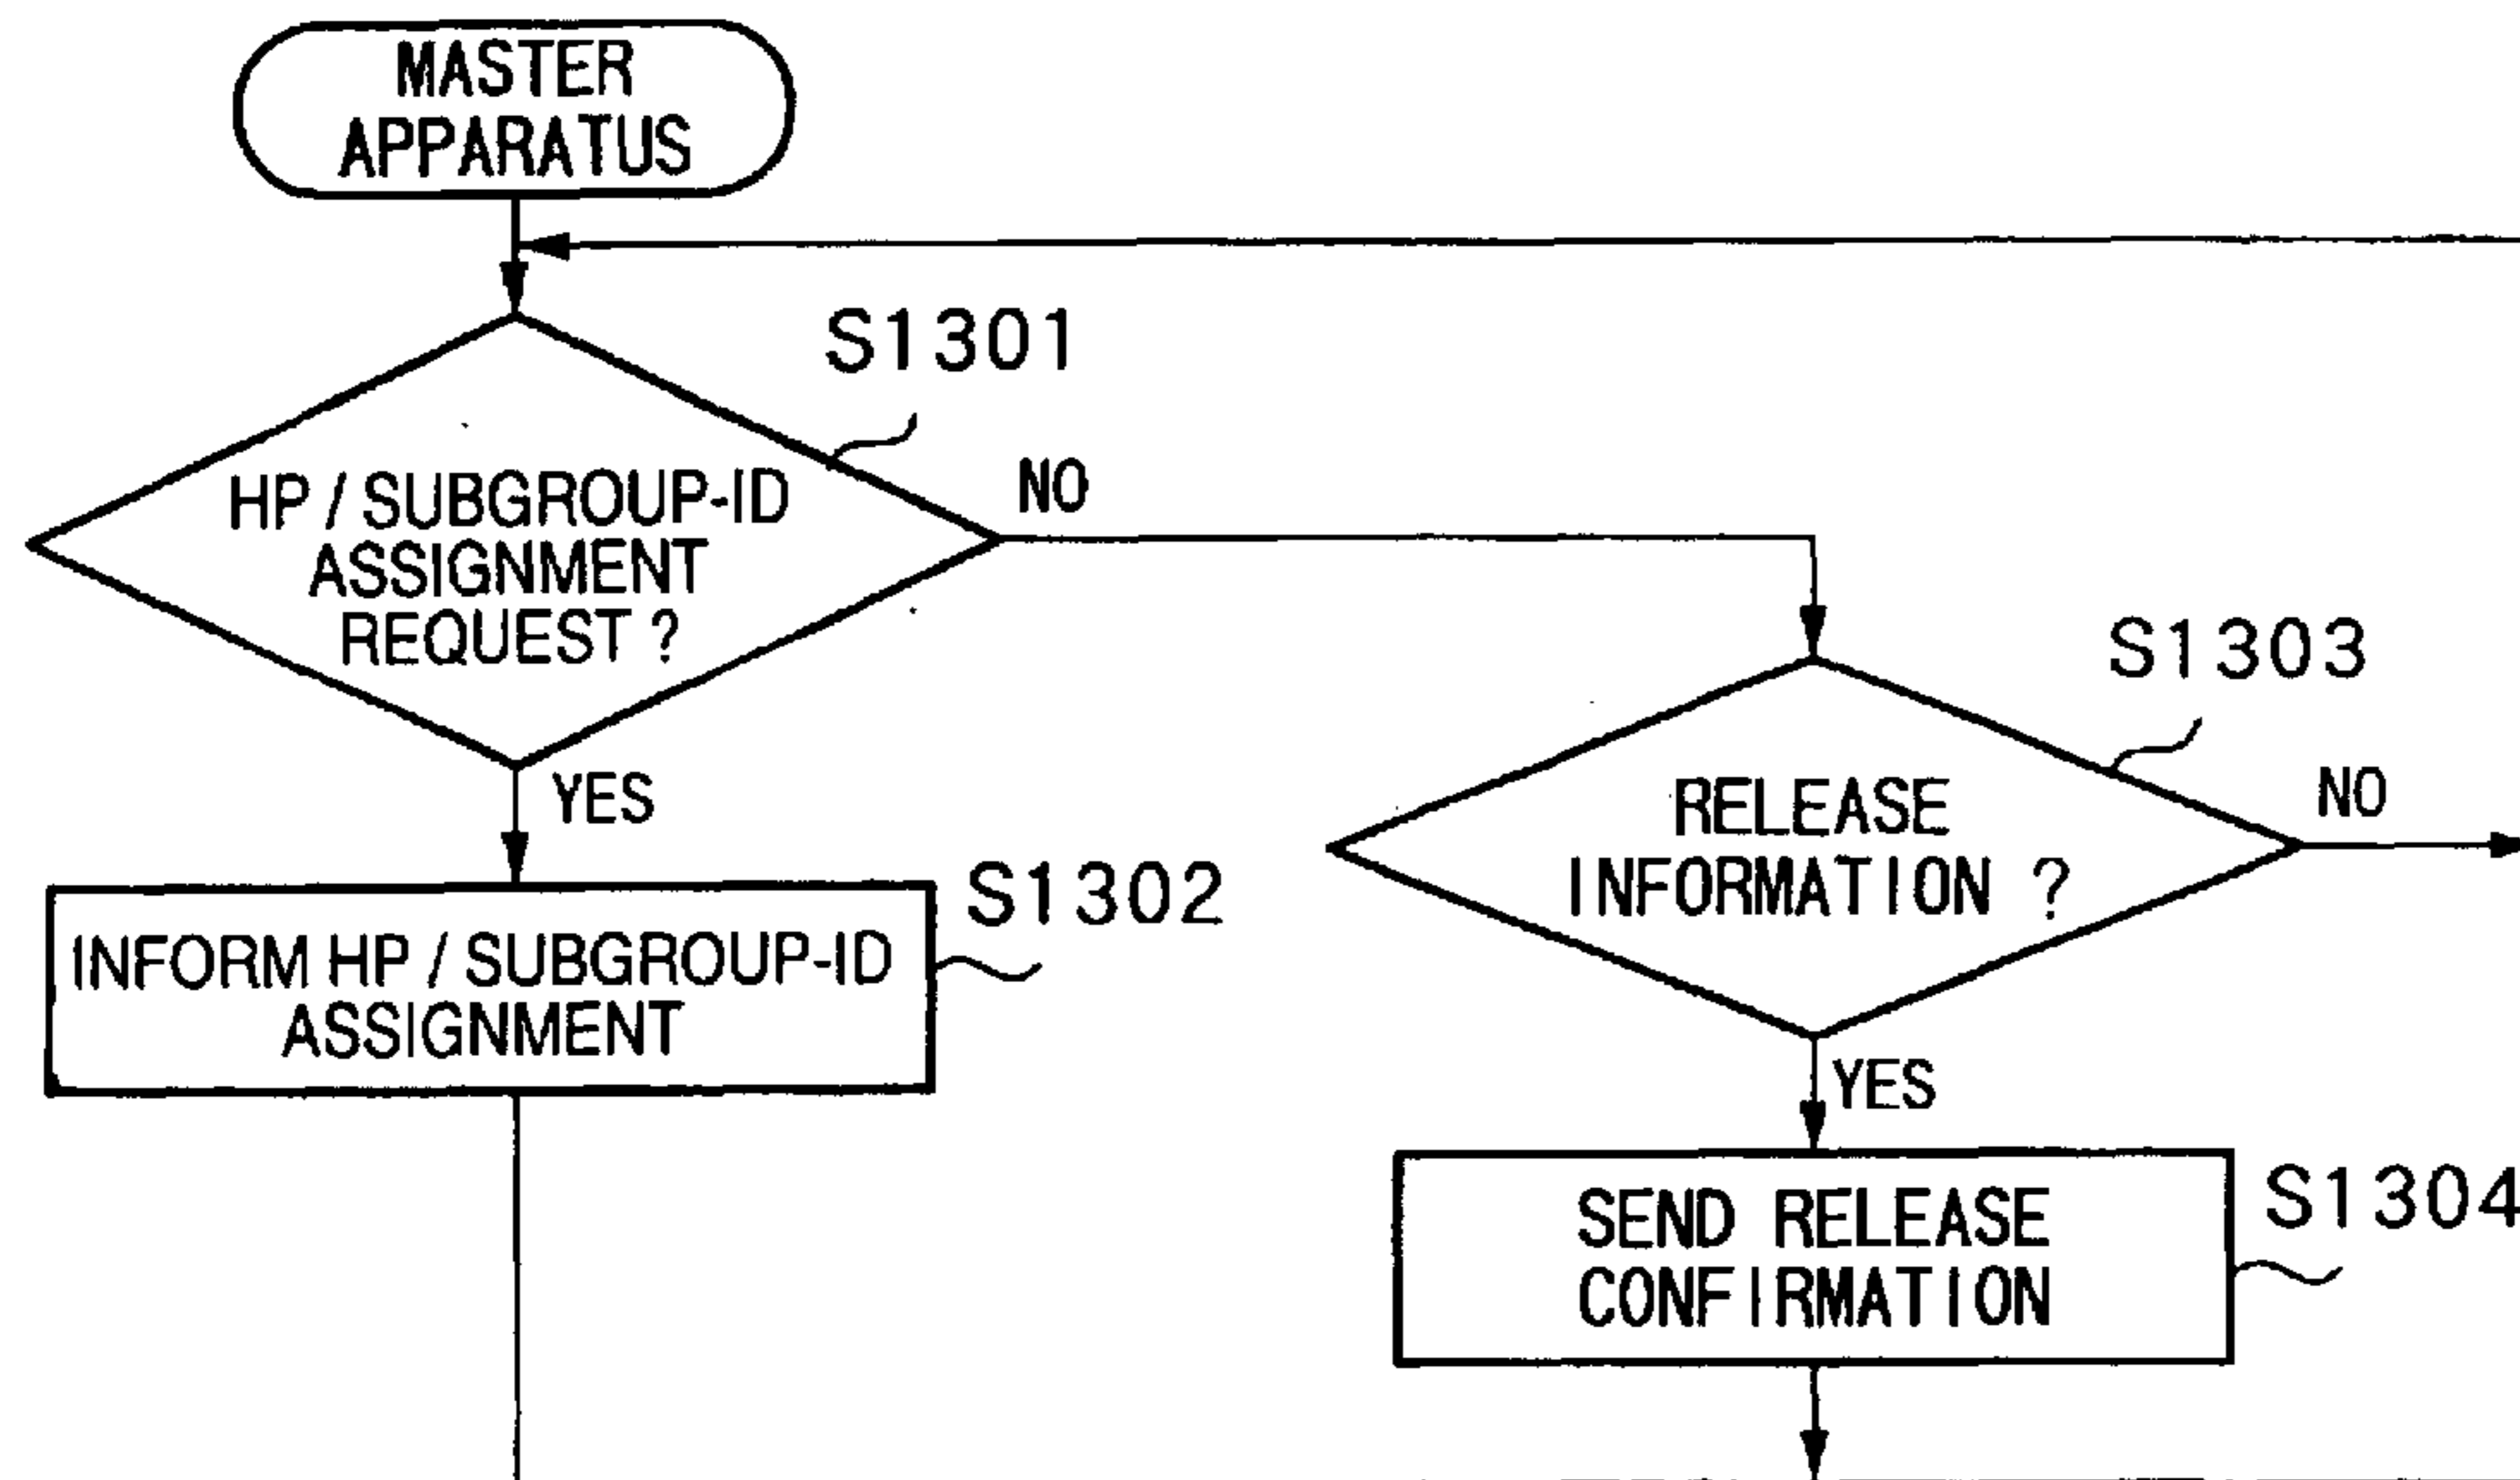 MASTER
APPARATUS
S1301
HP / SUBGROUP-ID
ASSIGNMENT
REQUEST ?
NO
YES
S1302
INFORM HP / SUBGROUP-ID
ASSIGNMENT
S1303
RELEASE
INFORMATION ?
NO
YES
S1304
SEND RELEASE
CONFIRMATION